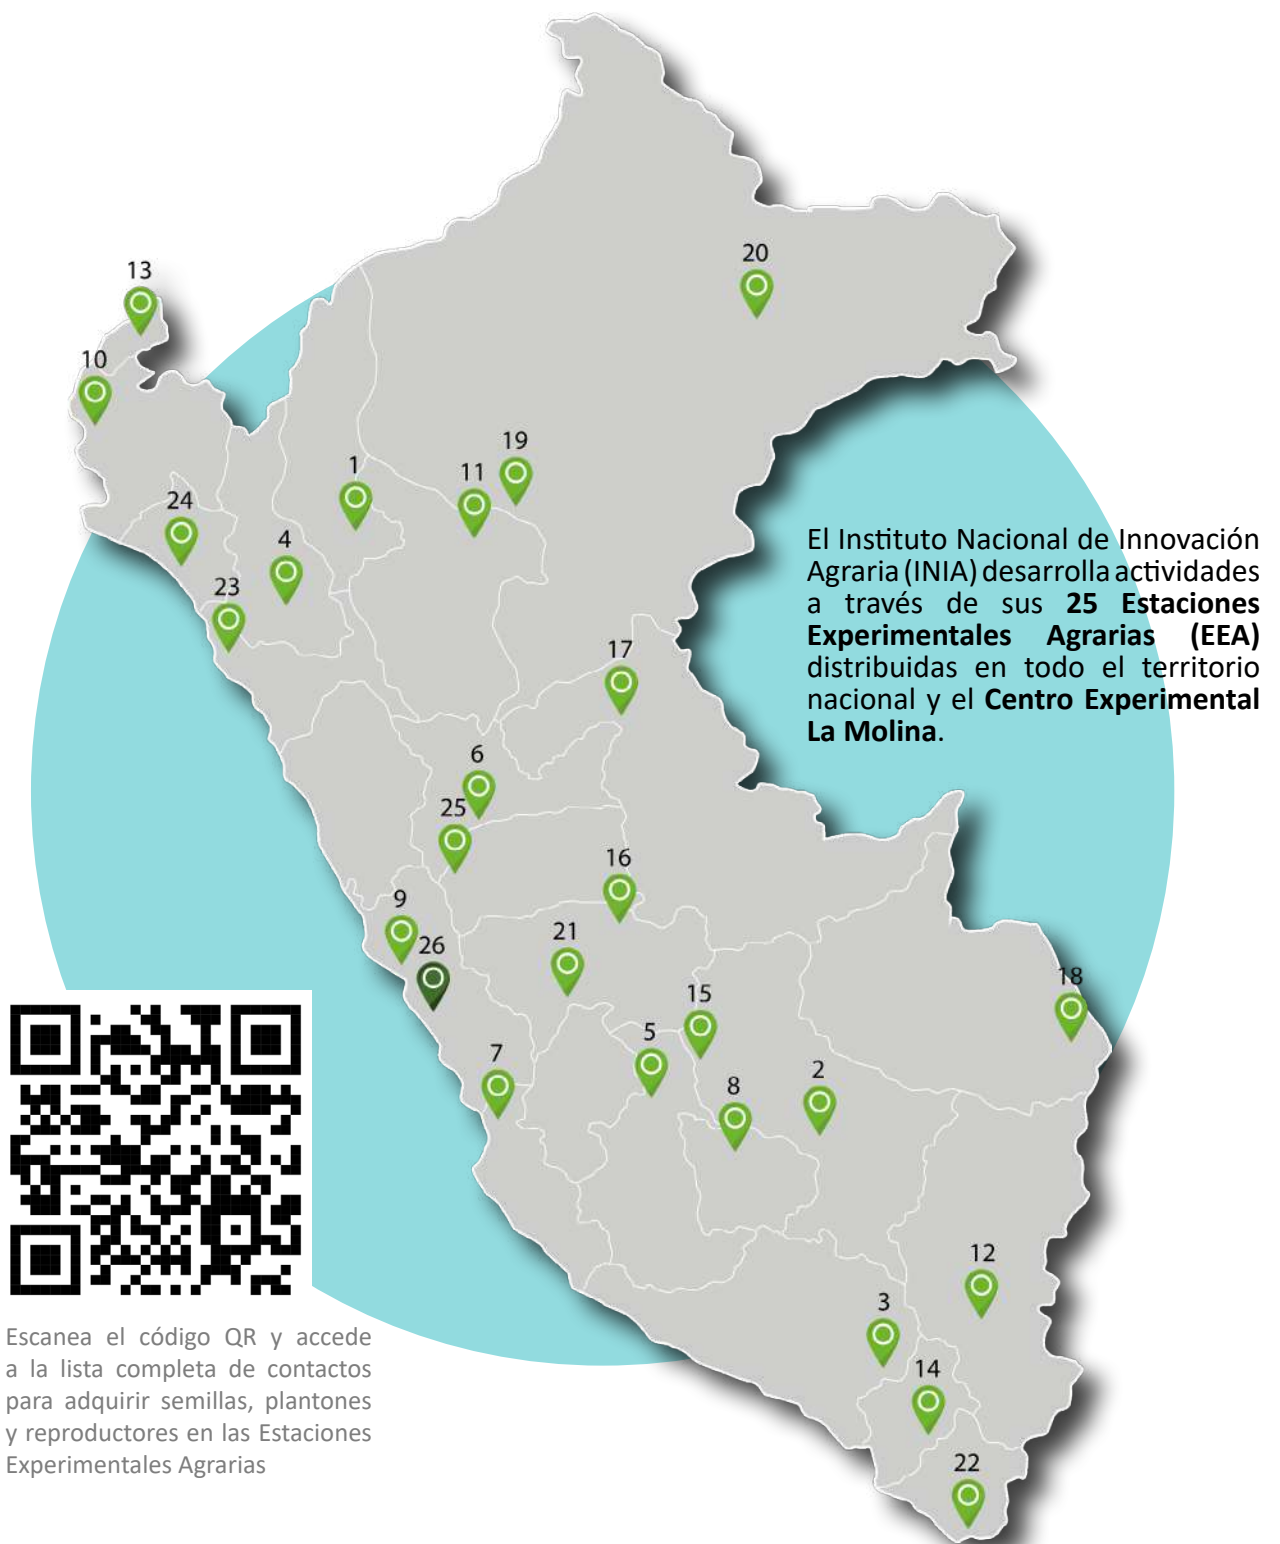 20
13
10
19
1
11
24
4
23
El Instituto Nacional de Innovación
Agraria (INIA) desarrolla actividades
a través de sus 25 Estaciones
Experimentales Agrarias (EEA)
distribuidas en todo el territorio
nacional y el Centro Experimental
La Molina.
17
6
25
16
9
26
21
18
15
5
7
8
2
12
3
14
22
Escanea el código QR y accede
a la lista completa de contactos
para adquirir semillas, plantones
y reproductores en las Estaciones
Experimentales Agrarias